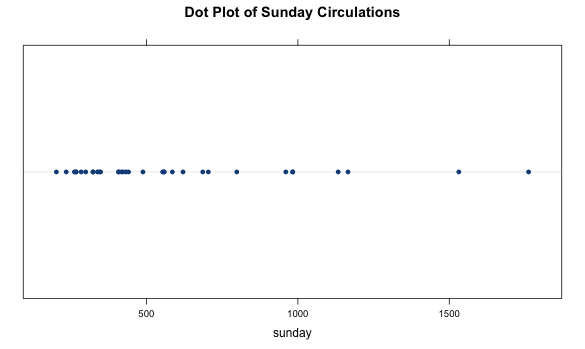 Dot Plot of Sunday Circulations
500 1000 1500
sunday